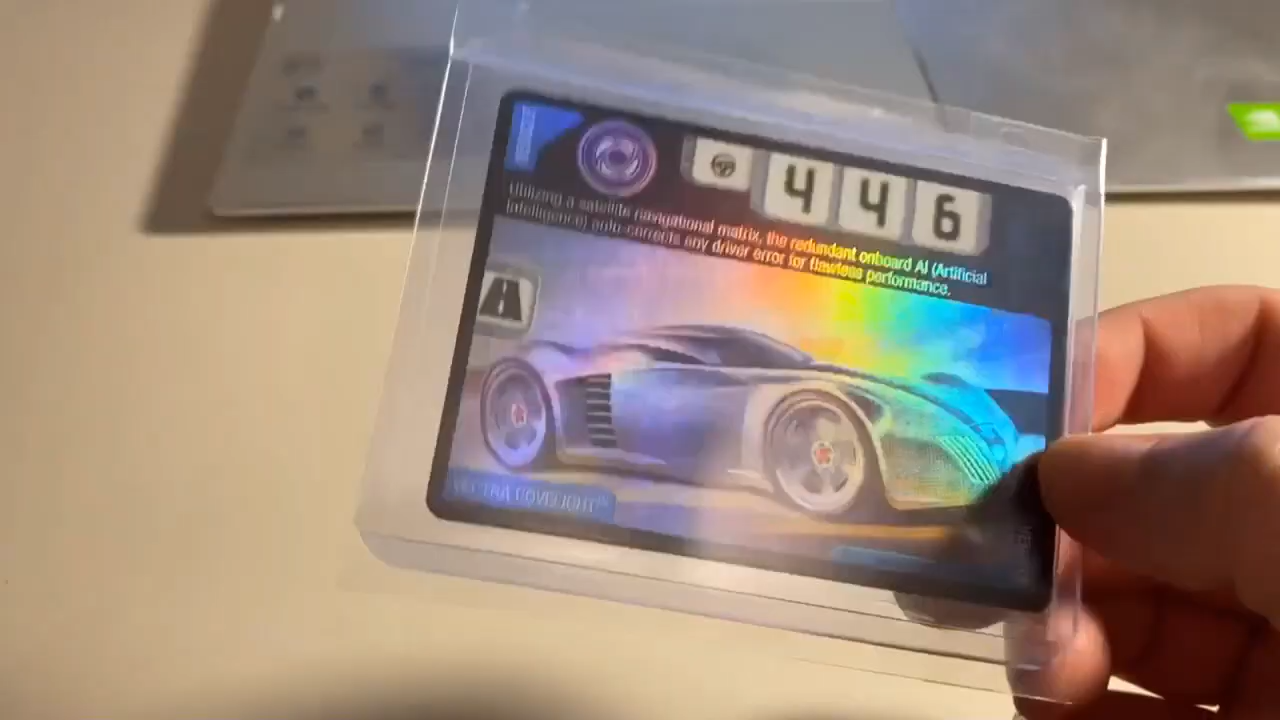 446
Utilizing a satellite navigational matrix, the redundant onboard AI (Artificial
Intelligence) auto-corrects any driver error for flawless performance.